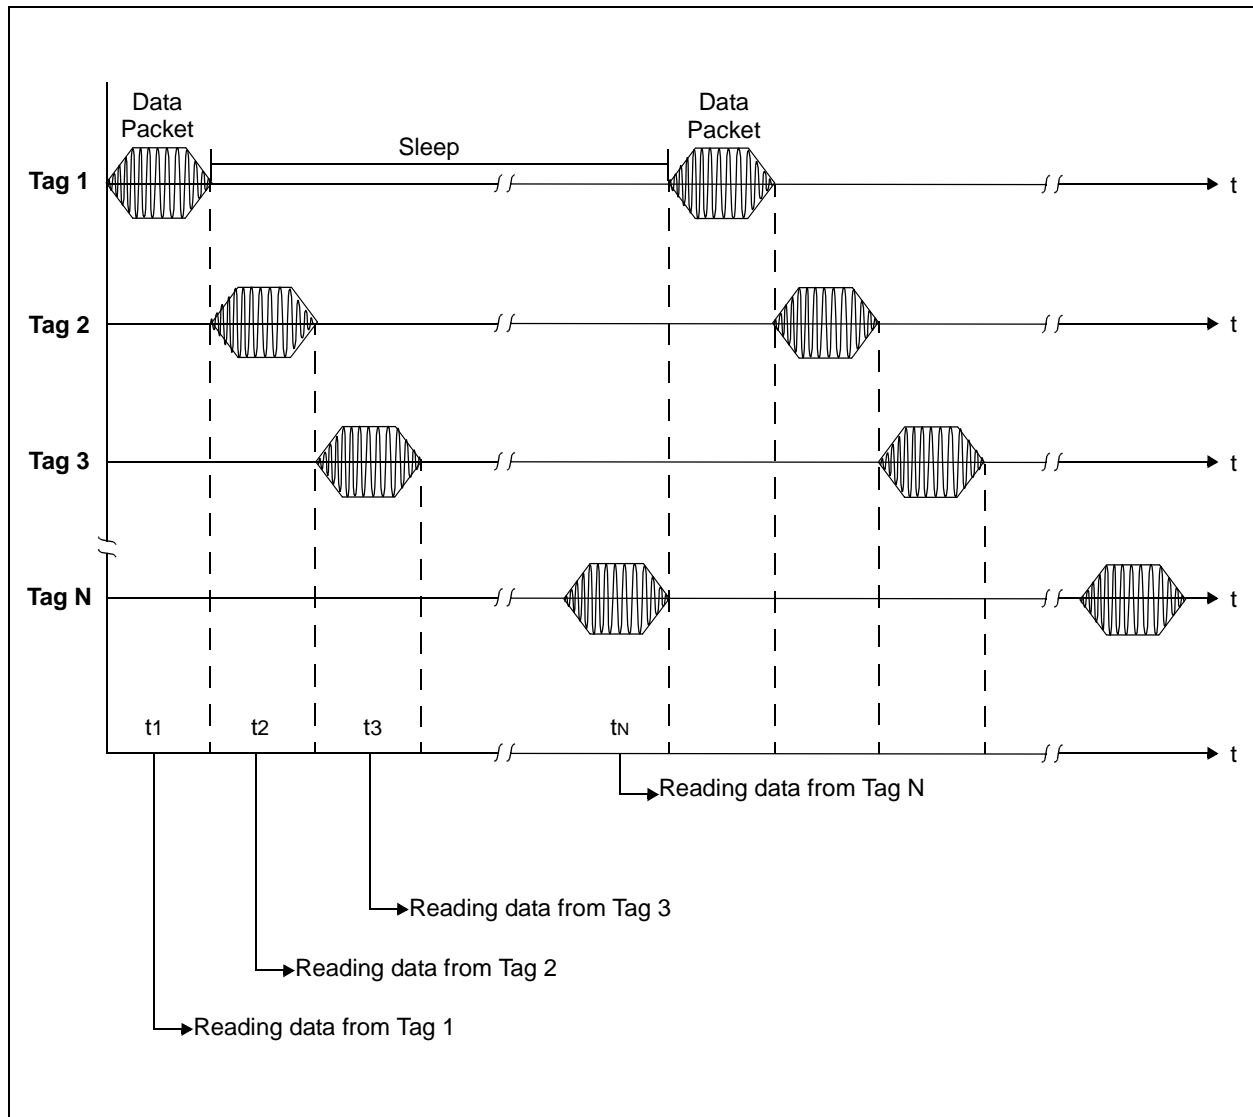 Data
Packet
Data
Packet
Sleep
Tag 1
t
Tag 2
t
Tag 3
t
Tag N
t
t1
t2
t3
tN
t
Reading data from Tag N
Reading data from Tag 3
Reading data from Tag 2
Reading data from Tag 1